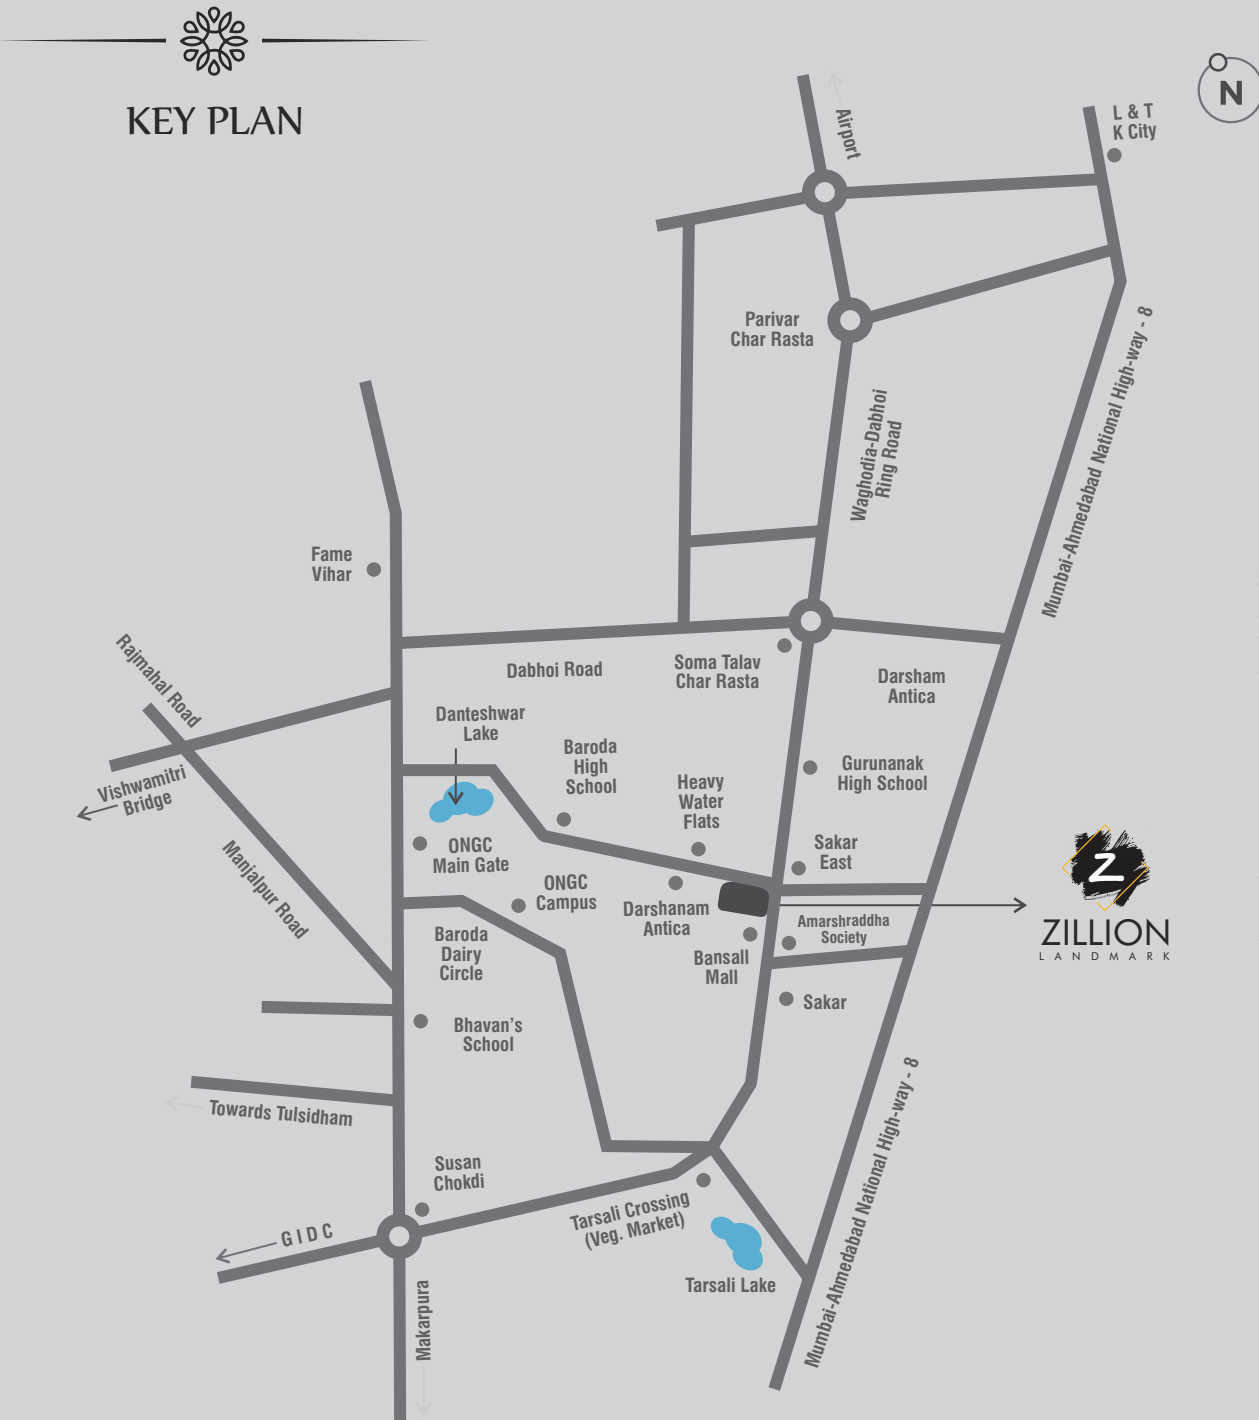 KEY PLAN
N
L & T
K City
Airport
Parivar
Char Rasta
Waghodia-Dabhoi
Ring Road
Mumbai-Ahmedabad National High-way - 8
Fame
Vihar
Rajmahal Road
Dabhoi Road
Soma Talav
Char Rasta
Darsham
Antica
Danteshwar
Lake
Baroda
High
School
Heavy
Water
Flats
Gurunanak
High School
Vishwamitri
Bridge
Manjalpur Road
ONGC
Main Gate
ONGC
Campus
Sakar
East
Darshanam
Antica
Amarshraddha
Society
Z
ZILLION
LANDMARK
Baroda
Dairy
Circle
Bansall
Mall
Sakar
Bhavan's
School
Towards Tulsidham
Susan
Chokdi
Tarsali Crossing
(Veg. Market)
GIDC
Tarsali Lake
Makarpura
Mumbai-Ahmedabad National High-way - 8